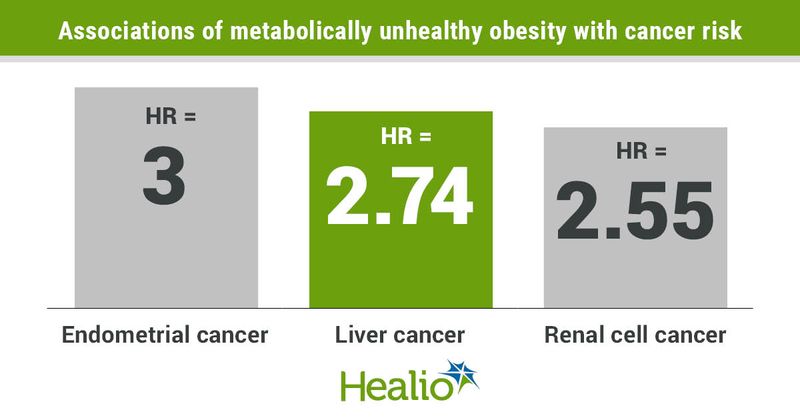 Associations of metabolically unhealthy obesity with cancer risk
HR =
3
HR =
2.74
HR =
2.55
Endometrial cancer
Liver cancer
Renal cell cancer
Healio